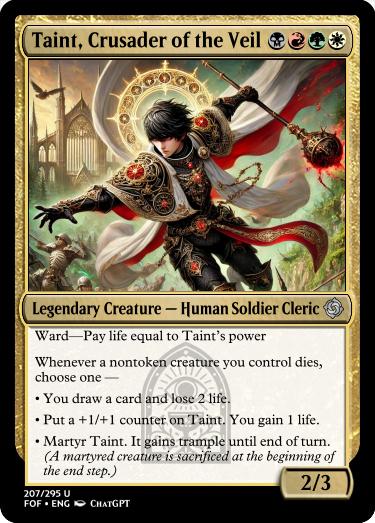 Taint, Crusader of the Veil
Legendary Creature — Human Soldier Cleric
Ward—Pay life equal to Taint's power
Whenever a nontoken creature you control dies,
choose one —
• You draw a card and lose 2 life.
• Put a +1/+1 counter on Taint. You gain 1 life.
• Martyr Taint. It gains trample until end of turn.
(A martyred creature is sacrificed at the beginning of
the end step.)
2/3
207/295 U
FOF • ENG ChatGPT